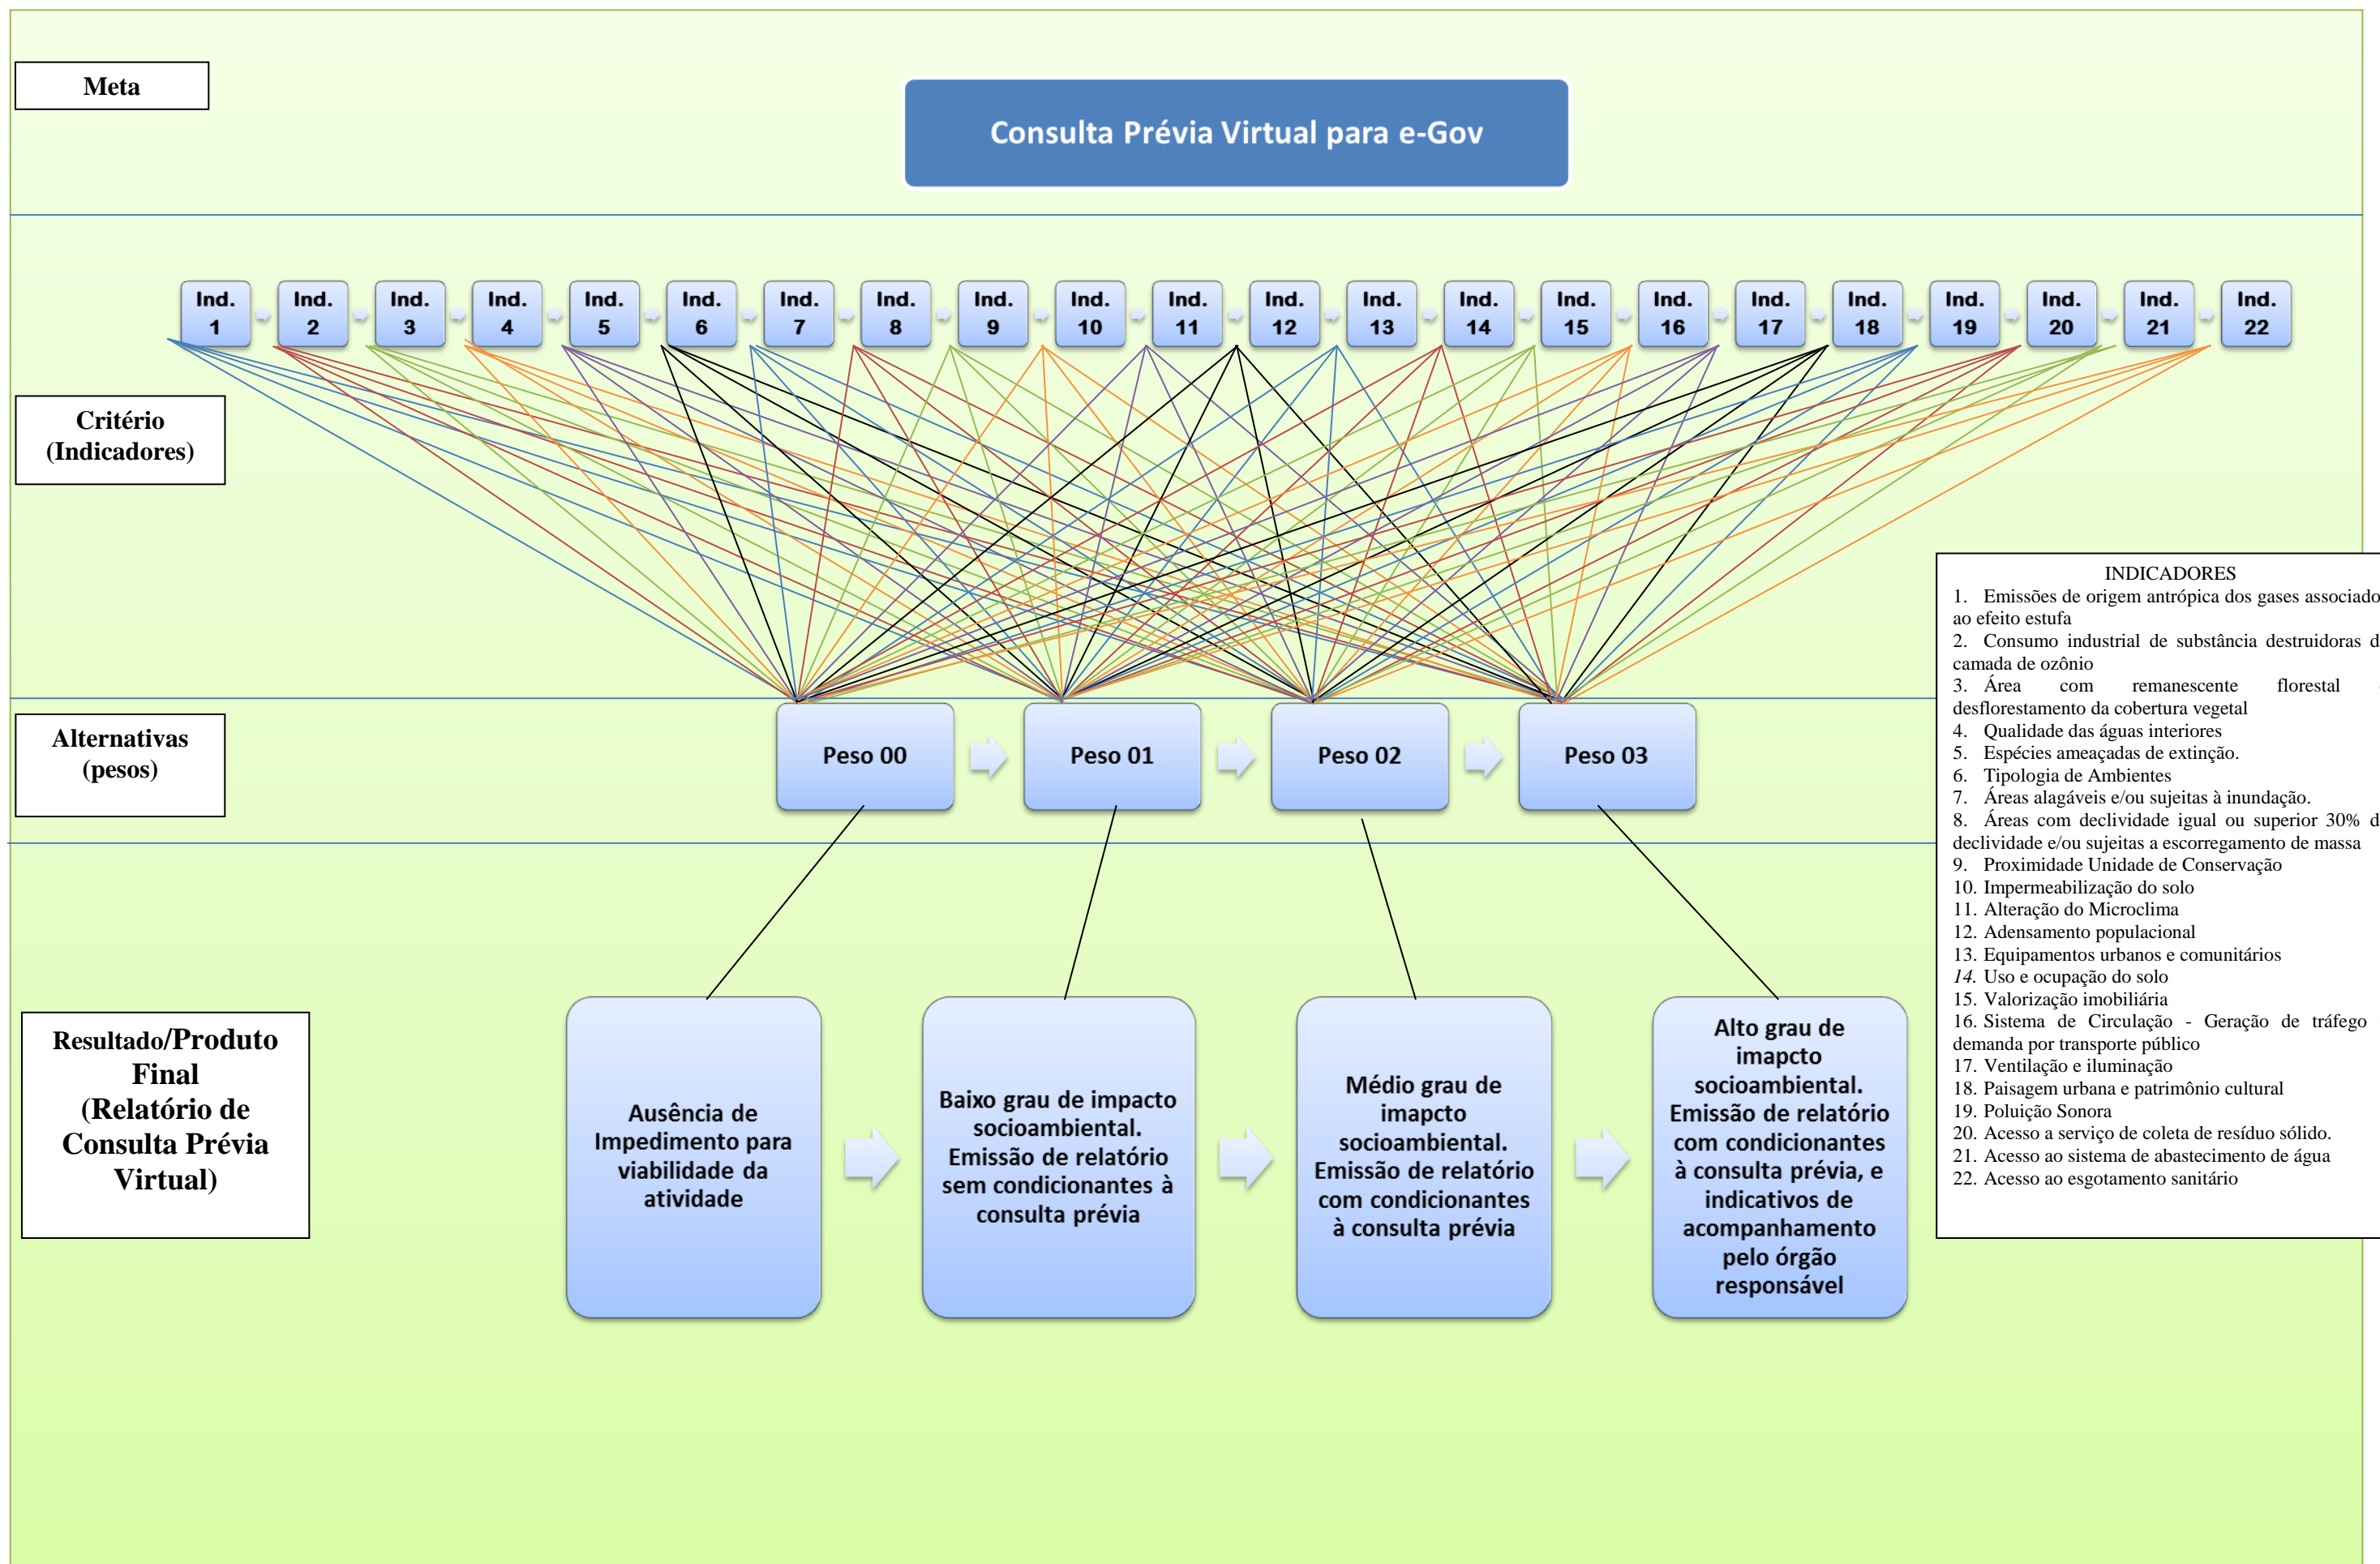 Meta
Consulta Prévia Virtual para e-Gov
Ind.
1
Ind.
2
Ind.
3
Ind.
4
Ind.
5
Ind.
6
Ind.
7
Ind.
8
Ind.
9
Ind.
10
Ind.
11
Ind.
12
Ind.
13
Ind.
14
Ind.
15
Ind.
16
Ind.
17
Ind.
18
Ind.
19
Ind.
20
Ind.
21
Ind.
22
Critério
(Indicadores)
Alternativas
(pesos)
Peso 00
Peso 01
Peso 02
Peso 03
Resultado/Produto
Final
(Relatório de
Consulta Prévia
Virtual)
Ausência de
Impedimento para
viabilidade da
atividade
Baixo grau de impacto
socioambiental.
Emissão de relatório
sem condicionantes à
consulta prévia
Médio grau de
imapcto
socioambiental.
Emissão de relatório
com condicionantes
à consulta prévia
Alto grau de
imapcto
socioambiental.
Emissão de relatório
com condicionantes
à consulta prévia, e
indicativos de
acompanhamento
pelo órgão
responsável
INDICADORES
1. Emissões de origem antrópica dos gases associado
ao efeito estufa
2. Consumo industrial de substância destruidoras d
camada de ozônio
3. Área com remanescente florestal
desflorestamento da cobertura vegetal
4. Qualidade das águas interiores
5. Espécies ameaçadas de extinção.
6. Tipologia de Ambientes
7. Áreas alagáveis e/ou sujeitas à inundação.
8. Áreas com declividade igual ou superior 30% d
declividade e/ou sujeitas a escorregamento de massa
9. Proximidade Unidade de Conservação
10. Impermeabilização do solo
11. Alteração do Microclima
12. Adensamento populacional
13. Equipamentos urbanos e comunitários
14. Uso e ocupação do solo
15. Valorização imobiliária
16. Sistema de Circulação - Geração de tráfego
demanda por transporte público
17. Ventilação e iluminação
18. Paisagem urbana e patrimônio cultural
19. Poluição Sonora
20. Acesso a serviço de coleta de resíduo sólido.
21. Acesso ao sistema de abastecimento de água
22. Acesso ao esgotamento sanitário